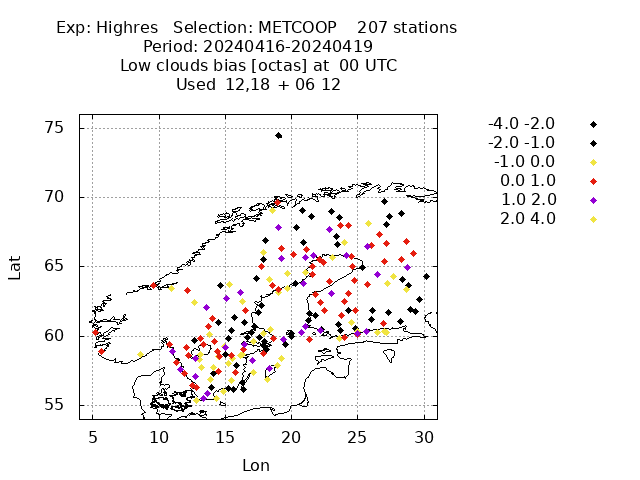 Exp: Highres   Selection: METCOOP    207 stations
Period: 20240416-20240419
Low clouds bias [octas] at  00 UTC
Used  12,18  + 06 12
75
70
65
60
55
5 10 15 20 25 30
Lat
Lon
-4.0 -2.0
-2.0 -1.0
-1.0 0.0
0.0 1.0
1.0 2.0
2.0 4.0